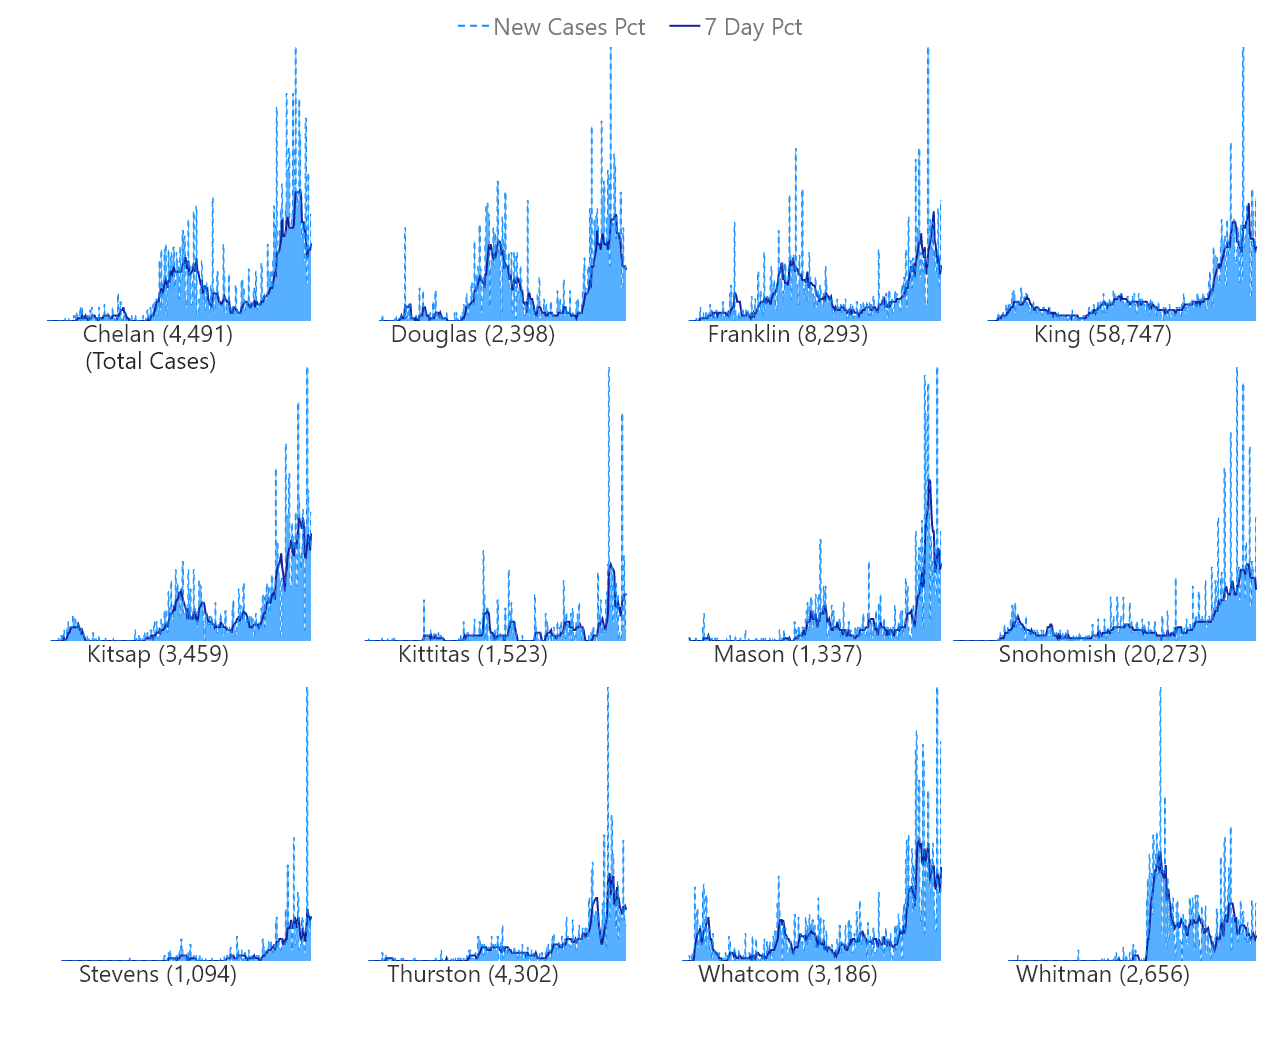 New Cases Pct 7 Day Pct
Chelan (4,491) Douglas (2,398) Franklin (8,293) King (58,747)
(Total Cases)
Kitsap (3,459) Kittitas (1,523) Mason (1,337) Snohomish (20,273)
Stevens (1,094) Thurston (4,302) Whatcom (3,186) Whitman (2,656)